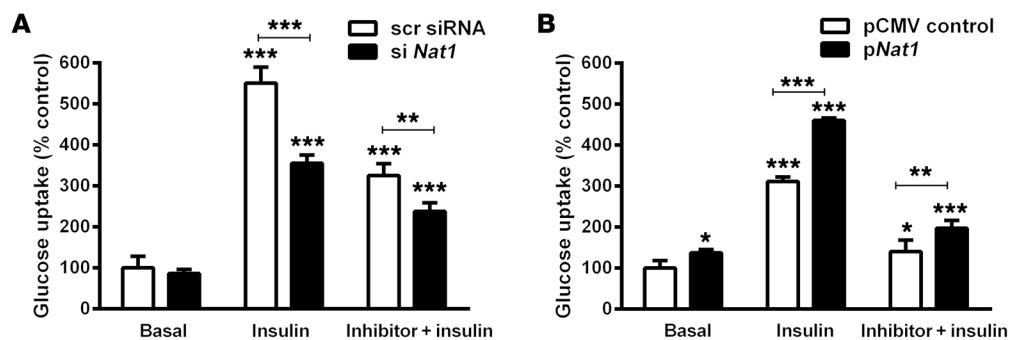 A
scr siRNA
si Nat1
Glucose uptake (% control)
600
500
400
300
200
100
0
***
***
***
***
**
***
Basal
Insulin
Inhibitor + insulin
B
pCMV control
pNat1
Glucose uptake (% control)
600
500
400
300
200
100
0
*
***
***
***
*
**
***
Basal
Insulin
Inhibitor + insulin